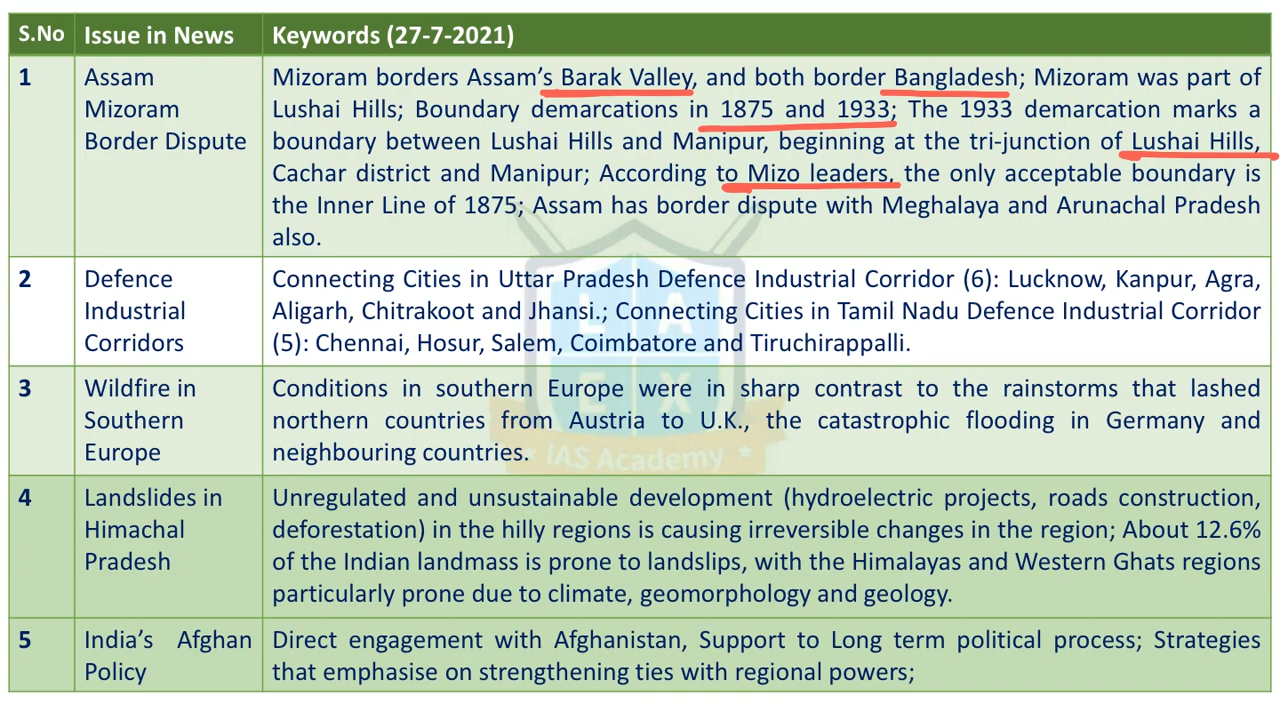 S.No Issue in News Keywords (27-7-2021)
1 Assam Mizoram Border Dispute
Mizoram borders Assam's Barak Valley, and both border Bangladesh; Mizoram was part of
Lushai Hills; Boundary demarcations in 1875 and 1933; The 1933 demarcation marks a
boundary between Lushai Hills and Manipur, beginning at the tri-junction of Lushai Hills,
Cachar district and Manipur; According to Mizo leaders, the only acceptable boundary is
the Inner Line of 1875; Assam has border dispute with Meghalaya and Arunachal Pradesh
also.
2 Defence Industrial Corridors
Connecting Cities in Uttar Pradesh Defence Industrial Corridor (6): Lucknow, Kanpur, Agra,
Aligarh, Chitrakoot and Jhansi.; Connecting Cities in Tamil Nadu Defence Industrial Corridor
(5): Chennai, Hosur, Salem, Coimbatore and Tiruchirappalli.
3 Wildfire in Southern Europe
Conditions in southern Europe were in sharp contrast to the rainstorms that lashed
northern countries from Austria to U.K., the catastrophic flooding in Germany and
neighbouring countries.
4 Landslides in Himachal Pradesh
Unregulated and unsustainable development (hydroelectric projects, roads construction,
deforestation) in the hilly regions is causing irreversible changes in the region; About 12.6%
of the Indian landmass is prone to landslips, with the Himalayas and Western Ghats regions
particularly prone due to climate, geomorphology and geology.
5 India's Afghan Policy
Direct engagement with Afghanistan, Support to Long term political process; Strategies
that emphasise on strengthening ties with regional powers;
L A
E X
IAS Academy